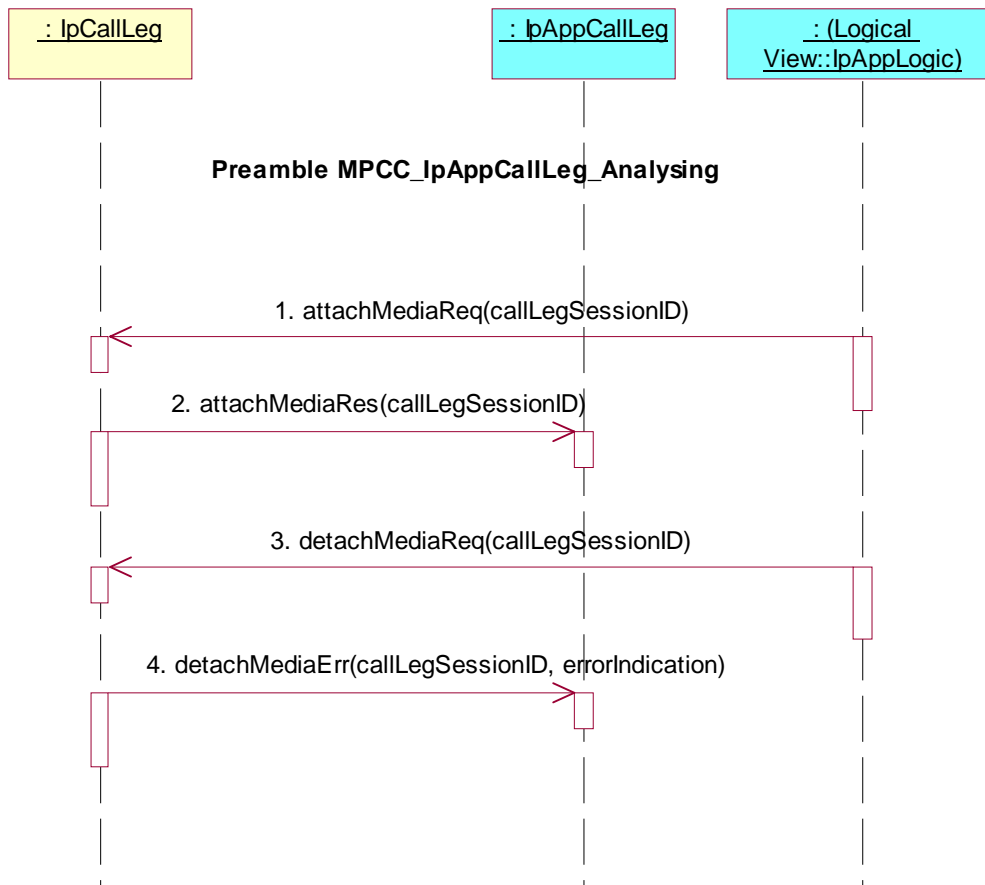 : IpCallLeg
: IpAppCallLeg
: (Logical
View::IpAppLogic)
Preamble MPCC_IpAppCallLeg_Analysing
1. attachMediaReq(callLegSessionID)
2. attachMediaRes(callLegSessionID)
3. detachMediaReq(callLegSessionID)
4. detachMediaErr(callLegSessionID, errorIndication)